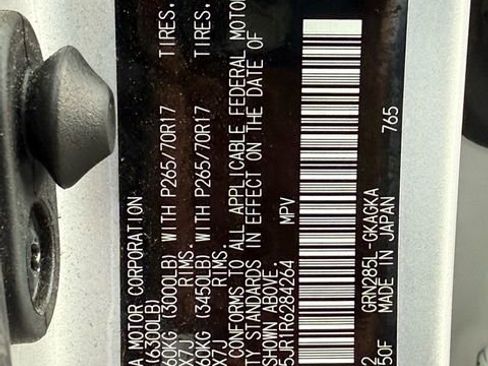 A MOTOR CORPORATION
(6300LB)
60KG (3000LB) WITH P265/70R17 TIRES,
X7J RIMS.
60KG (3450LB) WITH P265/70R17 TIRES,
X7J RIMS.
CONFORMS TO ALL APPLICABLE FEDERAL MOTO
TY STANDARDS IN EFFECT ON THE DATE OF
SHOWN ABOVE.
5JR1R6284264 MPV
GRN285L-GKAGKA
50F MADE IN JAPAN 765